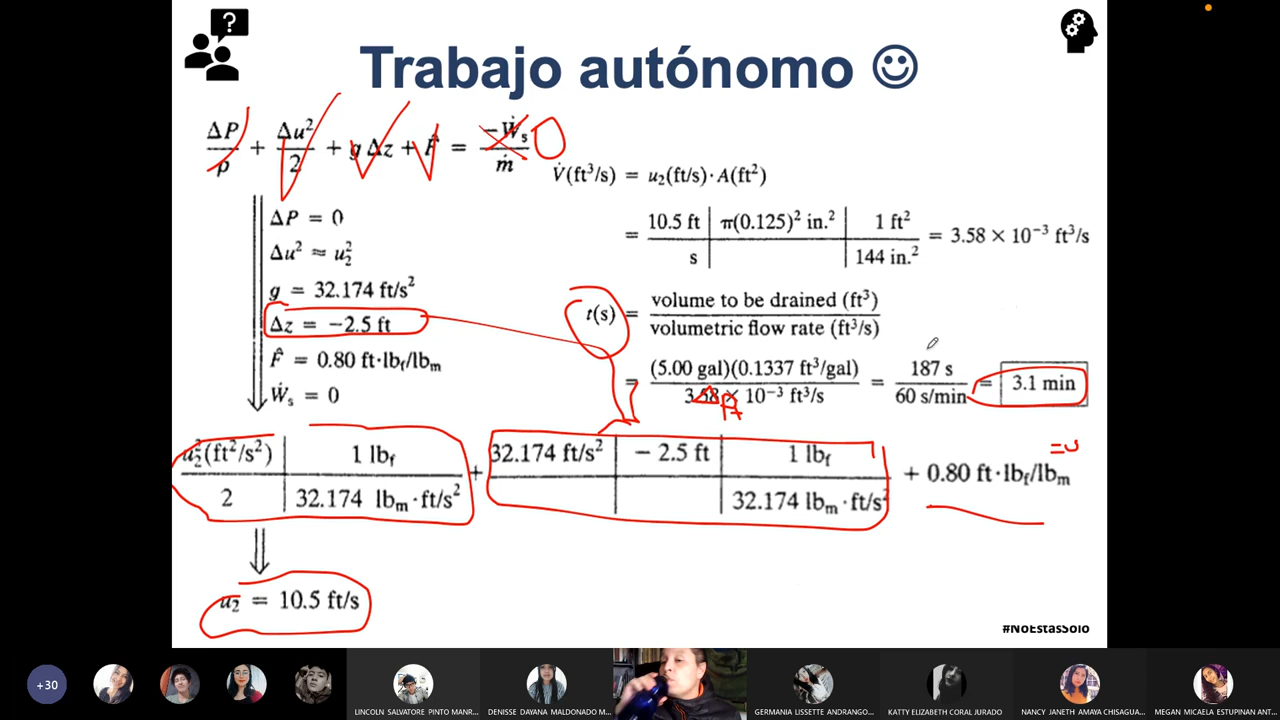 ?
Trabajo autónomo ☺
ΔP/ρ + Δu²/2 + g Δz + F̂ = −Ẇs/ṁ 0
ΔP = 0
Δu² ≈ u₂²
g = 32.174 ft/s²
Δz = −2.5 ft
F̂ = 0.80 ft·lbf/lbm
Ẇs = 0
V̇(ft³/s) = u₂(ft/s)·A(ft²)
= 10.5 ft | π(0.125)² in.² | 1 ft²
s | | 144 in.² = 3.58 × 10⁻³ ft³/s
t(s) = volume to be drained (ft³)
volumetric flow rate (ft³/s)
= (5.00 gal)(0.1337 ft³/gal) = 187 s = 3.1 min
3.58 × 10⁻³ ft³/s 60 s/min
u₂²(ft²/s²) | 1 lbf + 32.174 ft/s² | − 2.5 ft | 1 lbf + 0.80 ft·lbf/lbm
2 | 32.174 lbm·ft/s² | | 32.174 lbm·ft/s²
u₂ = 10.5 ft/s
#NoEstasSolo
+30
LINCOLN SALVATORE PINTO MANR...
DENISSE DAYANA MALDONADO M...
GERMANIA LISSETTE ANDRANGO...
KATTY ELIZABETH CORAL JURADO
NANCY JANETH AMAYA CHISAGUA...
MEGAN MICAELA ESTUPINAN ANT...